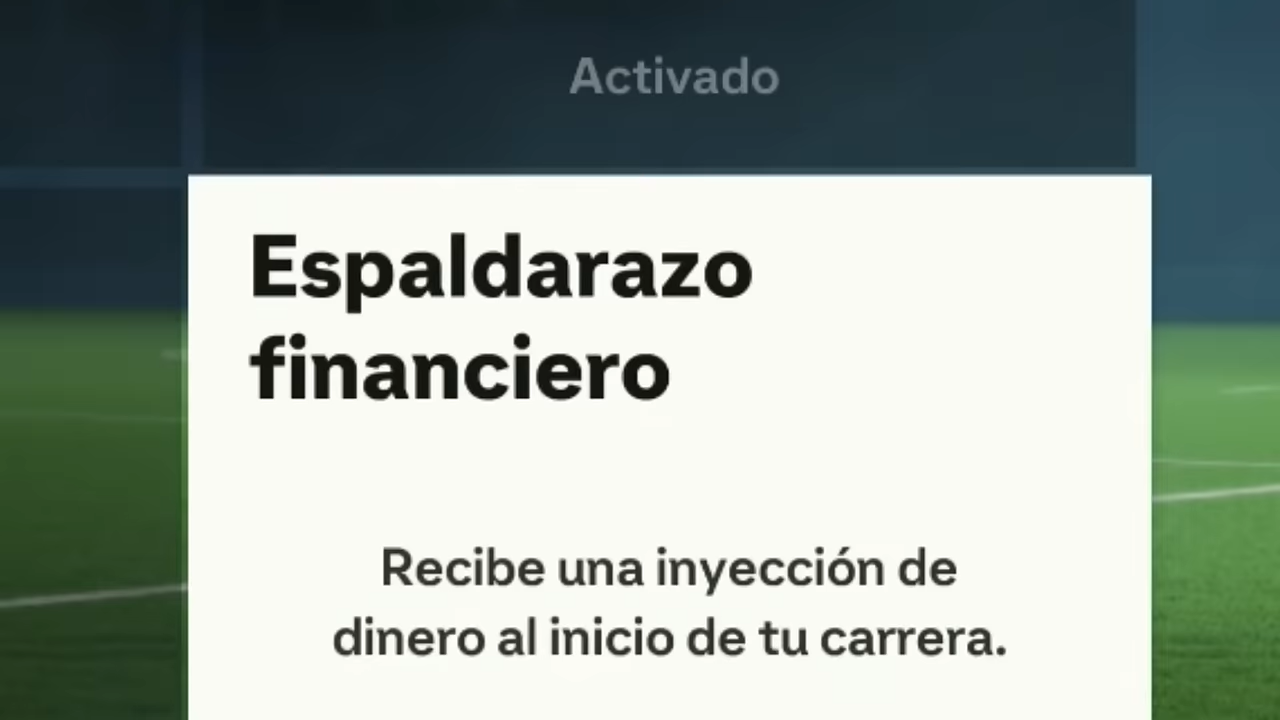 Activado
Espaldarazo
financiero
Recibe una inyección de
dinero al inicio de tu carrera.